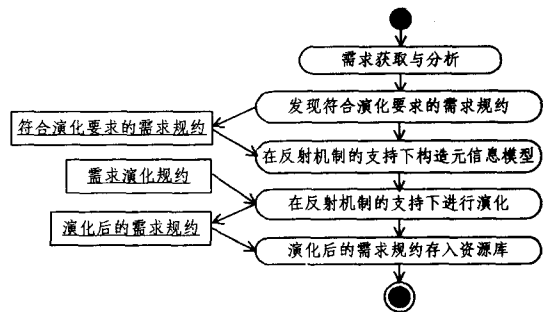 需求获取与分析
发现符合演化要求的需求规约
符合演化要求的需求规约
在反射机制的支持下构造元信息模型
需求演化规约
在反射机制的支持下进行演化
演化后的需求规约
演化后的需求规约存入资源库